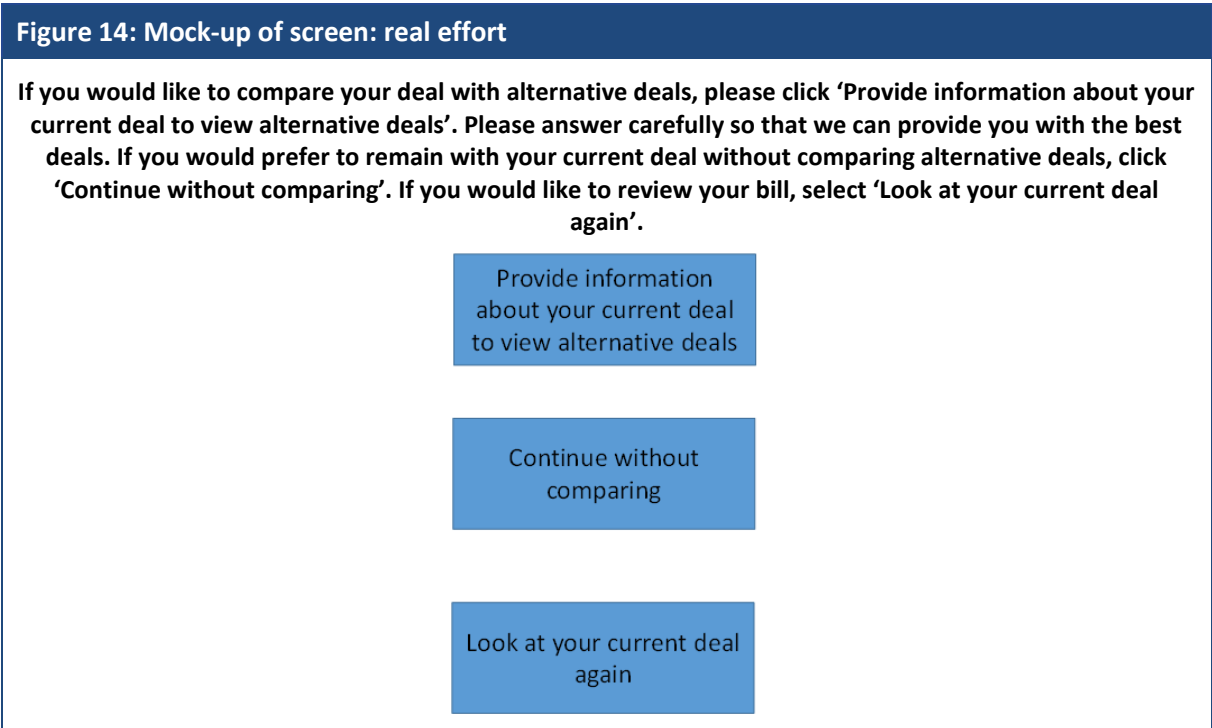 Figure 14: Mock-up of screen: real effort
If you would like to compare your deal with alternative deals, please click ‘Provide information about your
current deal to view alternative deals’. Please answer carefully so that we can provide you with the best
deals. If you would prefer to remain with your current deal without comparing alternative deals, click
‘Continue without comparing’. If you would like to review your bill, select ‘Look at your current deal
again’.
Provide information
about your current deal
to view alternative deals
Continue without
comparing
Look at your current deal
again